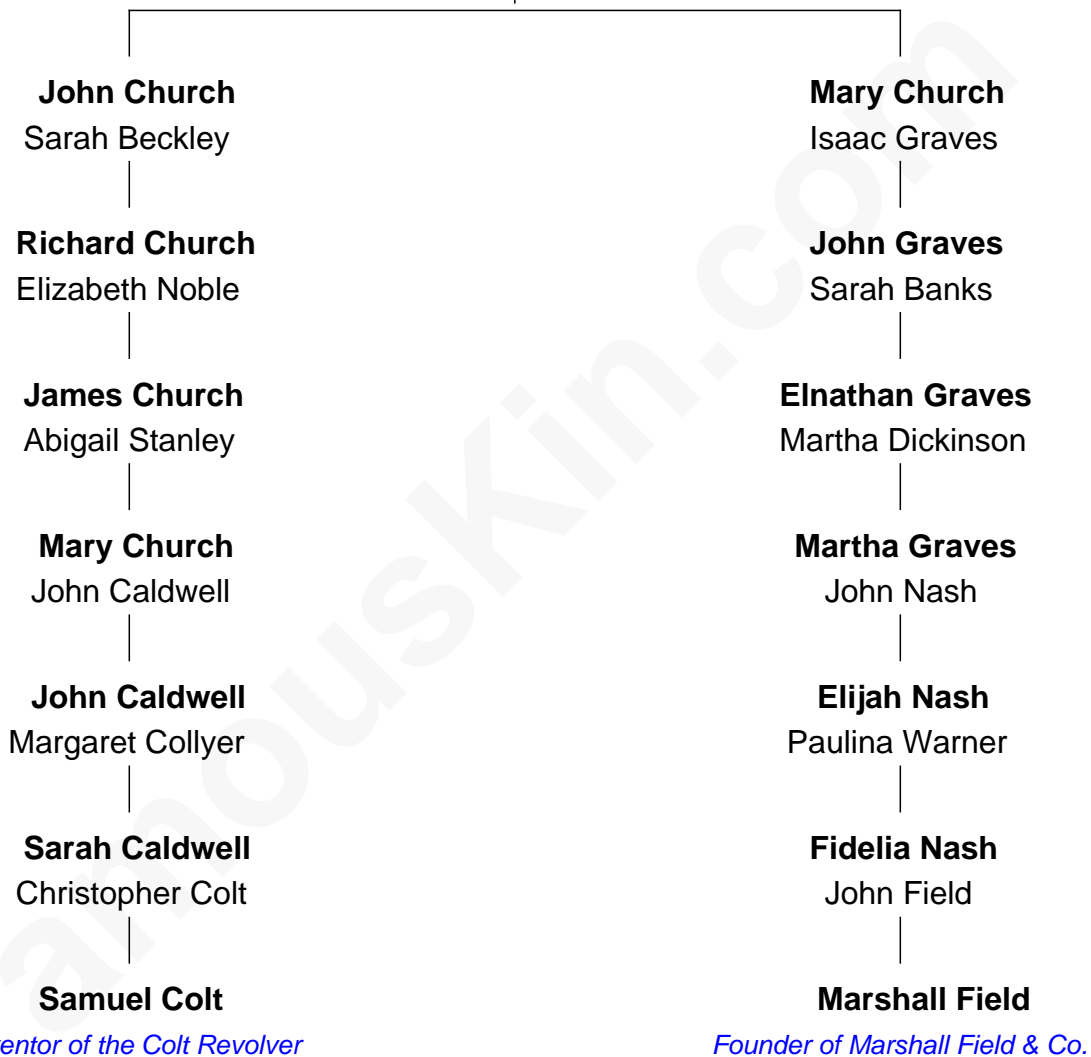 John Church
Sarah Beckley
Mary Church
Isaac Graves
Richard Church
Elizabeth Noble
John Graves
Sarah Banks
James Church
Abigail Stanley
Elnathan Graves
Martha Dickinson
Mary Church
John Caldwell
Martha Graves
John Nash
John Caldwell
Margaret Collyer
Elijah Nash
Paulina Warner
Sarah Caldwell
Christopher Colt
Fidelia Nash
John Field
Samuel Colt
entor of the Colt Revolver
Marshall Field
Founder of Marshall Field & Co.
amouskin.com